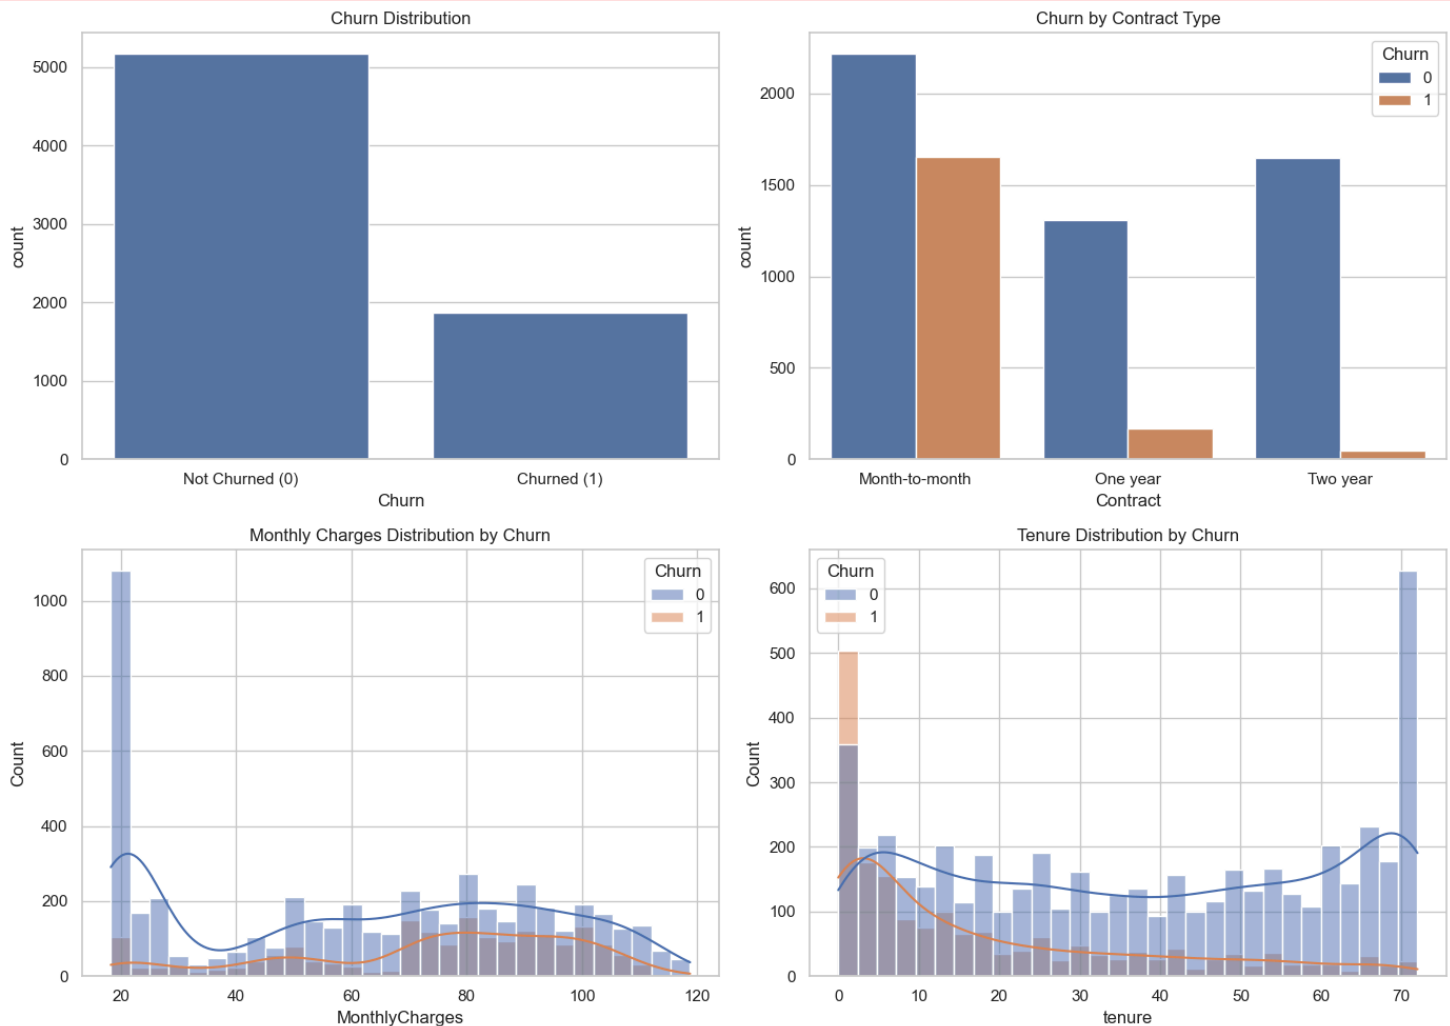 Churn Distribution
5000
4000
3000
2000
1000
0
count
Not Churned (0) Churned (1)
Churn
Churn by Contract Type
Churn
0
1
2000
1500
1000
500
0
count
Month-to-month One year Two year
Contract
Monthly Charges Distribution by Churn
Churn
0
1
1000
800
600
400
200
0
Count
20 40 60 80 100 120
MonthlyCharges
Tenure Distribution by Churn
Churn
0
1
600
500
400
300
200
100
0
Count
0 10 20 30 40 50 60 70
tenure